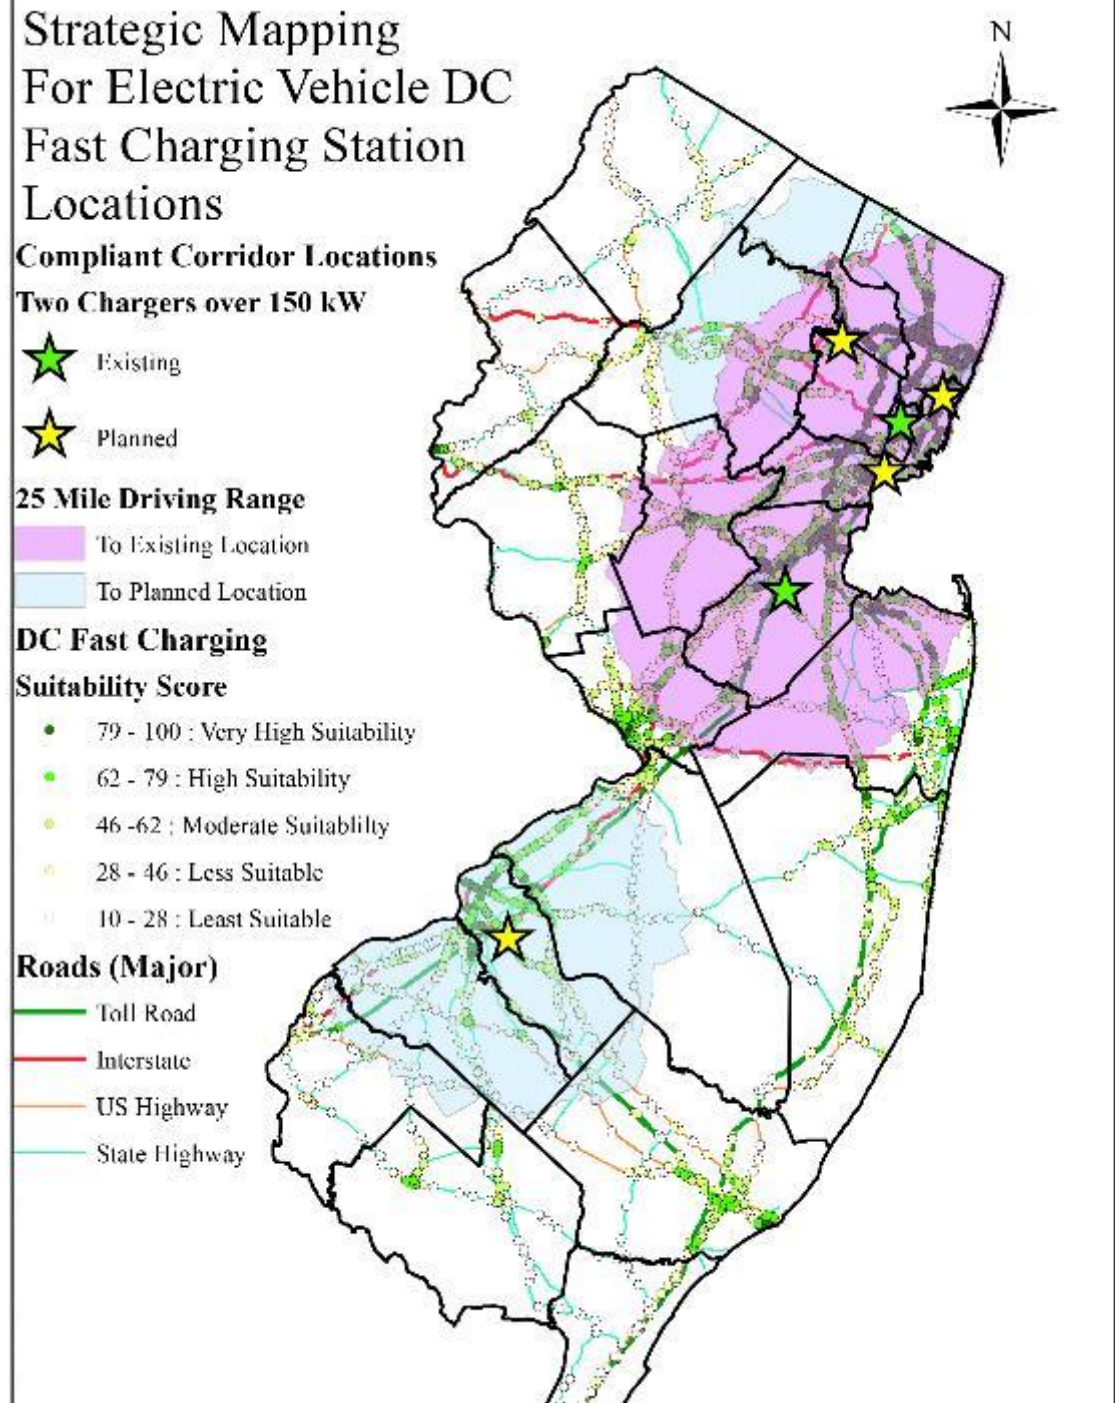 Strategic Mapping
For Electric Vehicle DC
Fast Charging Station
Locations
N
Compliant Corridor Locations
Two Chargers over 150 kW
Existing
Planned
25 Mile Driving Range
To Existing Location
To Planned Location
DC Fast Charging
Suitability Score
79 - 100 : Very High Suitability
62 - 79 : High Suitability
46 -62 : Moderate Suitablilty
28 - 46 : Less Suitable
10 - 28 : Least Suitable
Roads (Major)
Toll Road
Interstate
US Highway
State Highway